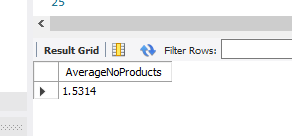 25
Result Grid Filter Rows:
AverageNoProducts
1.5314